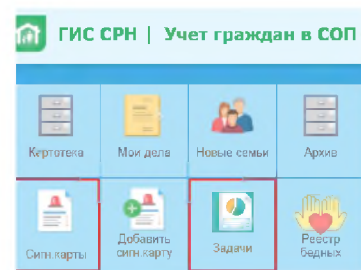 ГИС СРН | Учет граждан в СОП
Картотека
Мои дела
Новые семьи
Архив
Сигн.карты
Добавить
сигн.карту
Задачи
Реестр
бедных